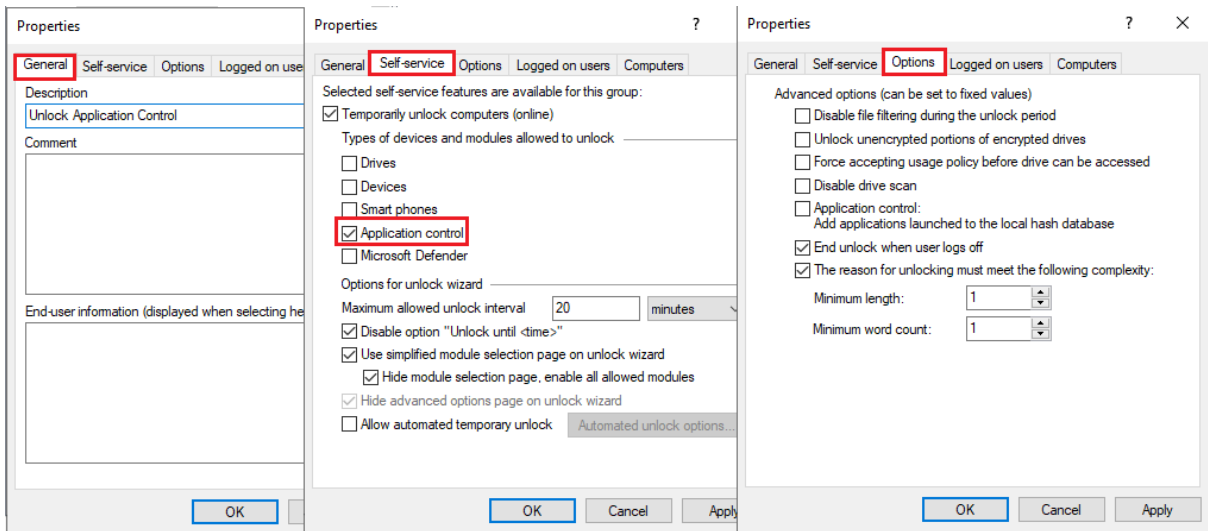 Properties
General Self-service Options Logged on use
Description
Unlock Application Control
Comment
End-user information (displayed when selecting he
OK
Properties ?
General Self-service Options Logged on users Computers
Selected self-service features are available for this group:
Temporarily unlock computers (online)
Types of devices and modules allowed to unlock
Drives
Devices
Smart phones
Application control
Microsoft Defender
Options for unlock wizard
Maximum allowed unlock interval 20 minutes
Disable option "Unlock until <time>"
Use simplified module selection page on unlock wizard
Hide module selection page, enable all allowed modules
Hide advanced options page on unlock wizard
Allow automated temporary unlock Automated unlock options...
OK Cancel Apply
Properties ?
General Self-service Options Logged on users Computers
Advanced options (can be set to fixed values)
Disable file filtering during the unlock period
Unlock unencrypted portions of encrypted drives
Force accepting usage policy before drive can be accessed
Disable drive scan
Application control:
Add applications launched to the local hash database
End unlock when user logs off
The reason for unlocking must meet the following complexity:
Minimum length: 1
Minimum word count: 1
OK Cancel Apply